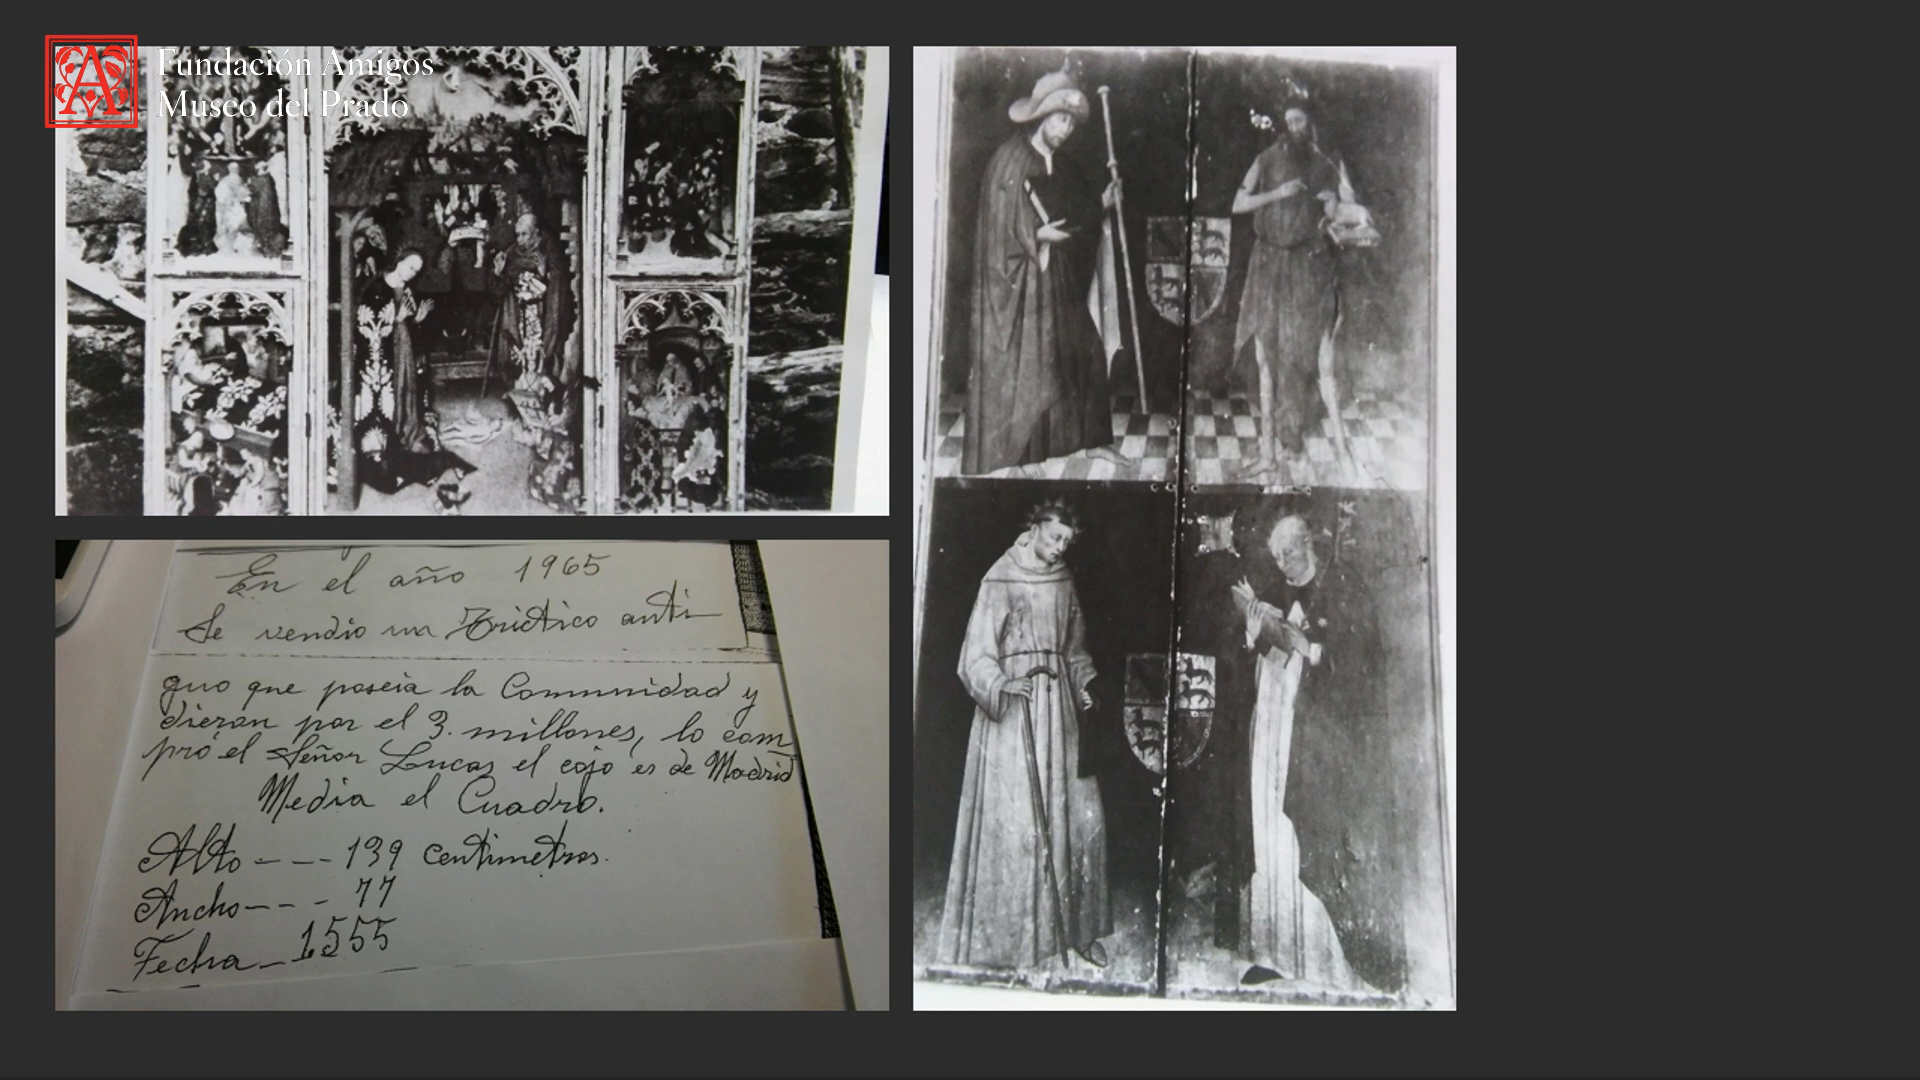 Fundación Amigos
Museo del Prado
En el año 1965
Se vendio un Trictico anti-
guo que poseia la Comunidad y
dieron por el 3. millones, lo com
pró el Señor Lucas el cojo es de Madrid
Media el Cuadro.
Alto --- 139 centimetros.
Ancho --- 77
Fecha - 1555